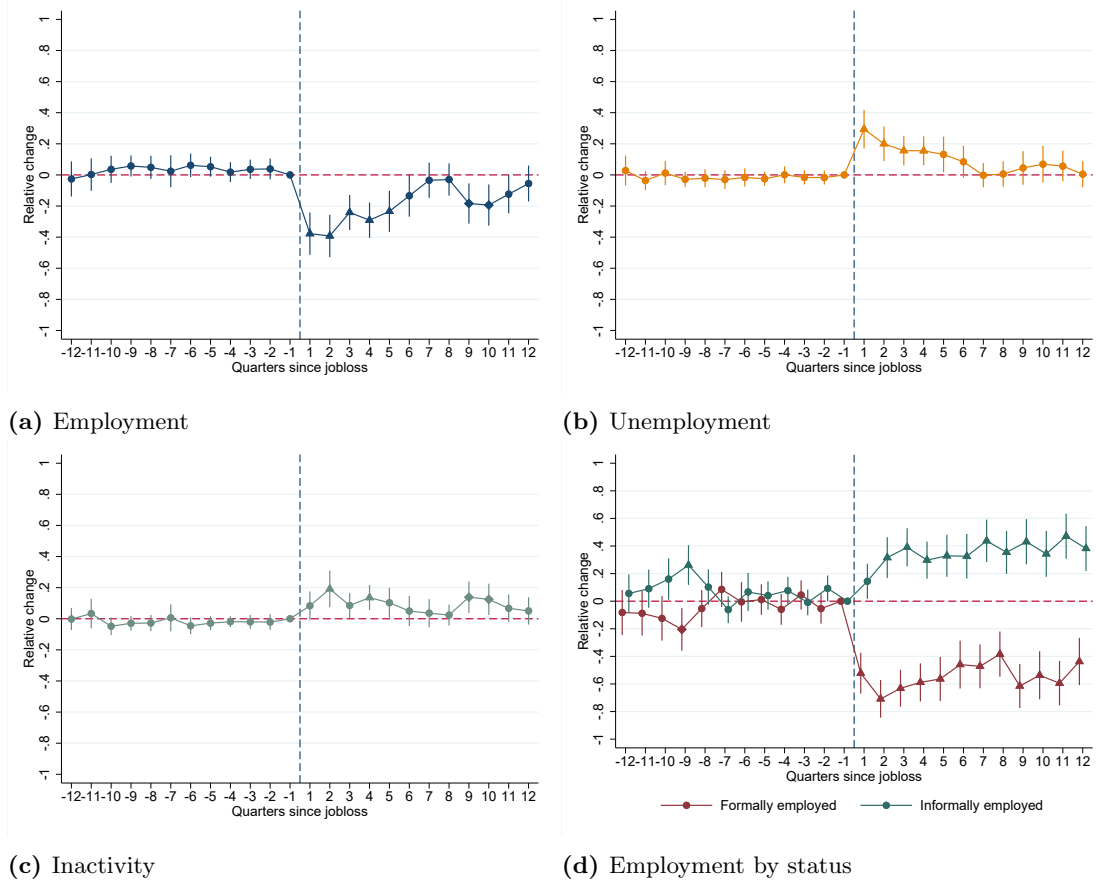 1
.8
.6
.4
.2
0
-.2
-.4
-.6
-.8
-1
Relative change
-12 -11 -10 -9 -8 -7 -6 -5 -4 -3 -2 -1 1 2 3 4 5 6 7 8 9 10 11 12
Quarters since jobloss
(a) Employment
1
.8
.6
.4
.2
0
-.2
-.4
-.6
-.8
-1
Relative change
-12 -11 -10 -9 -8 -7 -6 -5 -4 -3 -2 -1 1 2 3 4 5 6 7 8 9 10 11 12
Quarters since jobloss
(b) Unemployment
1
.8
.6
.4
.2
0
-.2
-.4
-.6
-.8
-1
Relative change
-12 -11 -10 -9 -8 -7 -6 -5 -4 -3 -2 -1 1 2 3 4 5 6 7 8 9 10 11 12
Quarters since jobloss
(c) Inactivity
1
.8
.6
.4
.2
0
-.2
-.4
-.6
-.8
-1
Relative change
-12 -11 -10 -9 -8 -7 -6 -5 -4 -3 -2 -1 1 2 3 4 5 6 7 8 9 10 11 12
Quarters since jobloss
Formally employed Informally employed
(d) Employment by status